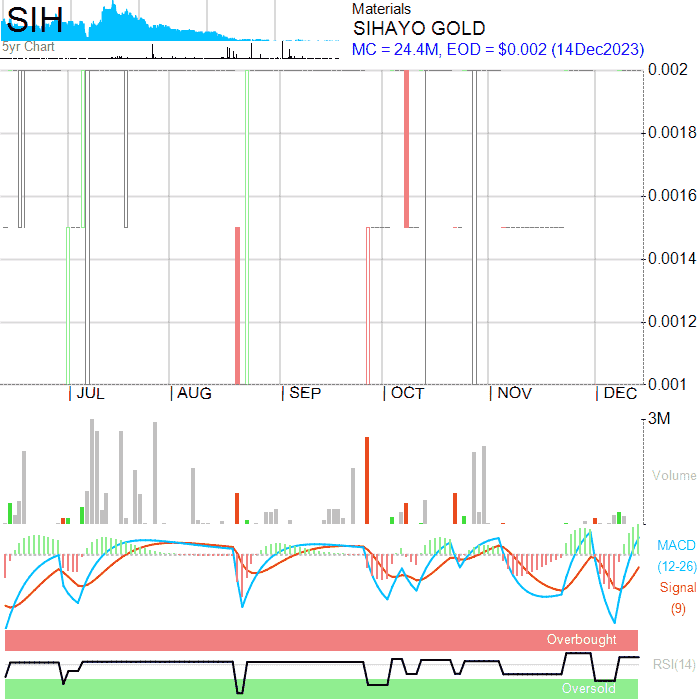 SIH
5yr Chart
Materials
SIHAYO GOLD
MC = 24.4M, EOD = $0.002 (14Dec2023)
0.002
0.0018
0.0016
0.0014
0.0012
0.001
JUL AUG SEP OCT NOV DEC
3M
Volume
MACD
(12-26)
Signal
(9)
Overbought
RSI(14)
Oversold